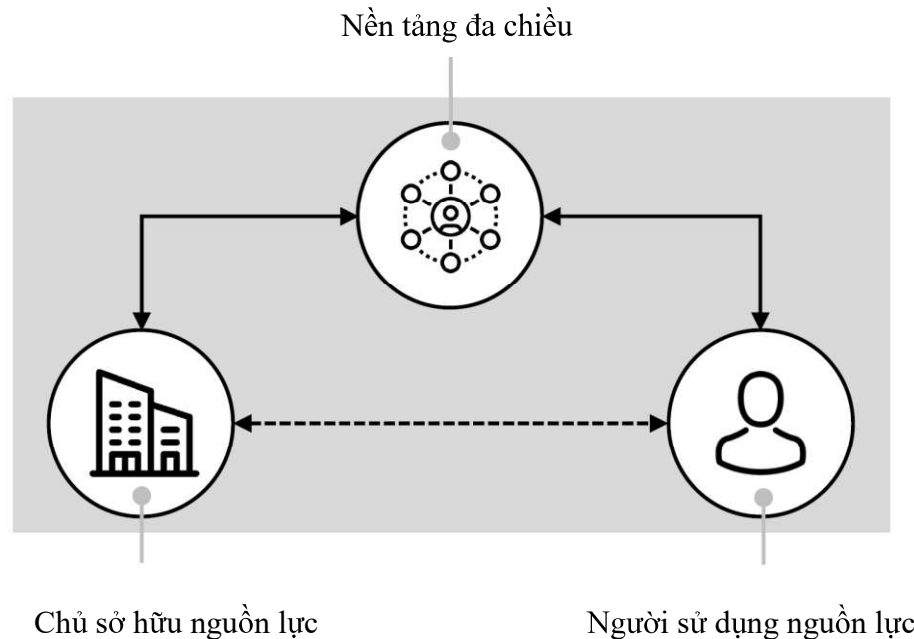 Nền tảng đa chiều
Chủ sở hữu nguồn lực
Người sử dụng nguồn lực